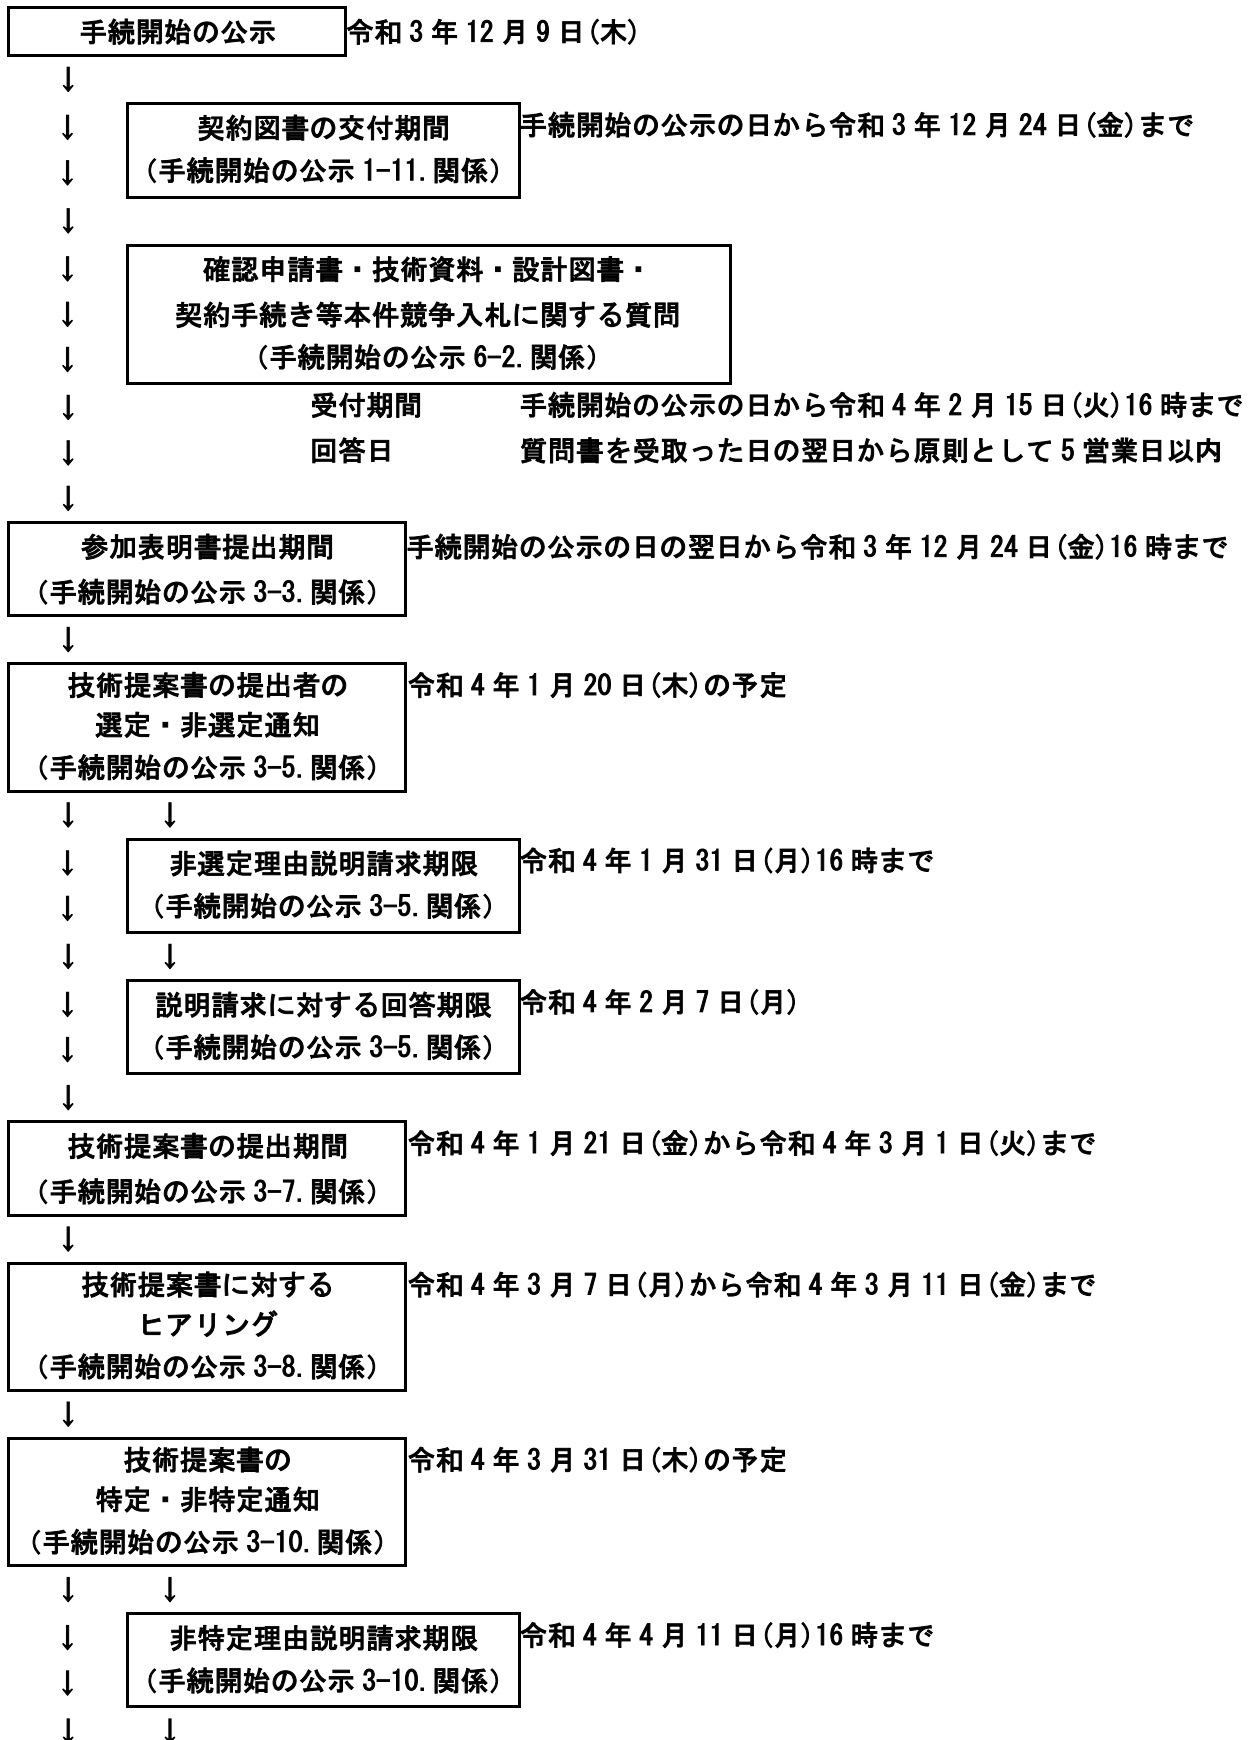 手続開始の公示 令和3年12月9日(木)
↓
↓ 契約図書の交付期間 手続開始の公示の日から令和3年12月24日(金)まで
↓ (手続開始の公示1-11.関係)
↓
↓ 確認申請書・技術資料・設計図書・
↓ 契約手続き等本件競争入札に関する質問
↓ (手続開始の公示6-2.関係)
↓ 受付期間 手続開始の公示の日から令和4年2月15日(火)16時まで
↓ 回答日 質問書を受取った日の翌日から原則として5営業日以内
↓
参加表明書提出期間 手続開始の公示の日の翌日から令和3年12月24日(金)16時まで
(手続開始の公示3-3.関係)
↓
技術提案書の提出者の 令和4年1月20日(木)の予定
選定・非選定通知
(手続開始の公示3-5.関係)
↓ ↓
↓ 非選定理由説明請求期限 令和4年1月31日(月)16時まで
↓ (手続開始の公示3-5.関係)
↓ ↓
↓ 説明請求に対する回答期限 令和4年2月7日(月)
↓ (手続開始の公示3-5.関係)
↓
技術提案書の提出期間 令和4年1月21日(金)から令和4年3月1日(火)まで
(手続開始の公示3-7.関係)
↓
技術提案書に対する 令和4年3月7日(月)から令和4年3月11日(金)まで
ヒアリング
(手続開始の公示3-8.関係)
↓
技術提案書の 令和4年3月31日(木)の予定
特定・非特定通知
(手続開始の公示3-10.関係)
↓ ↓
↓ 非特定理由説明請求期限 令和4年4月11日(月)16時まで
↓ (手続開始の公示3-10.関係)
↓ ↓